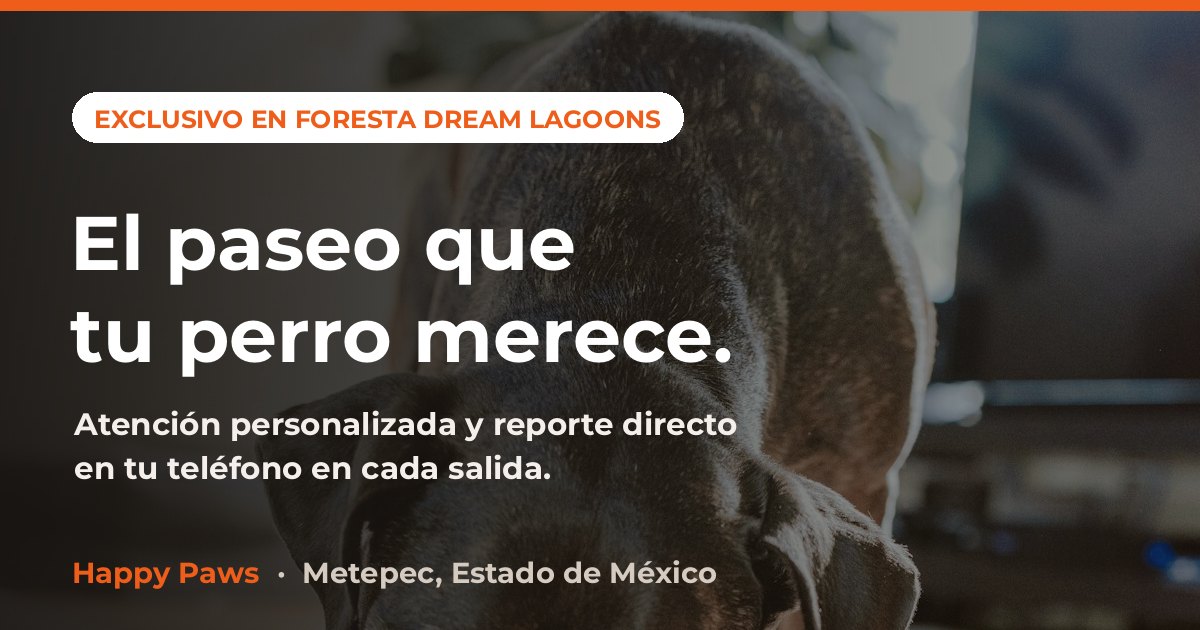 EXCLUSIVO EN FORESTA DREAM LAGOONS
El paseo que
tu perro merece.
Atención personalizada y reporte directo
en tu teléfono en cada salida.
Happy Paws · Metepec, Estado de México